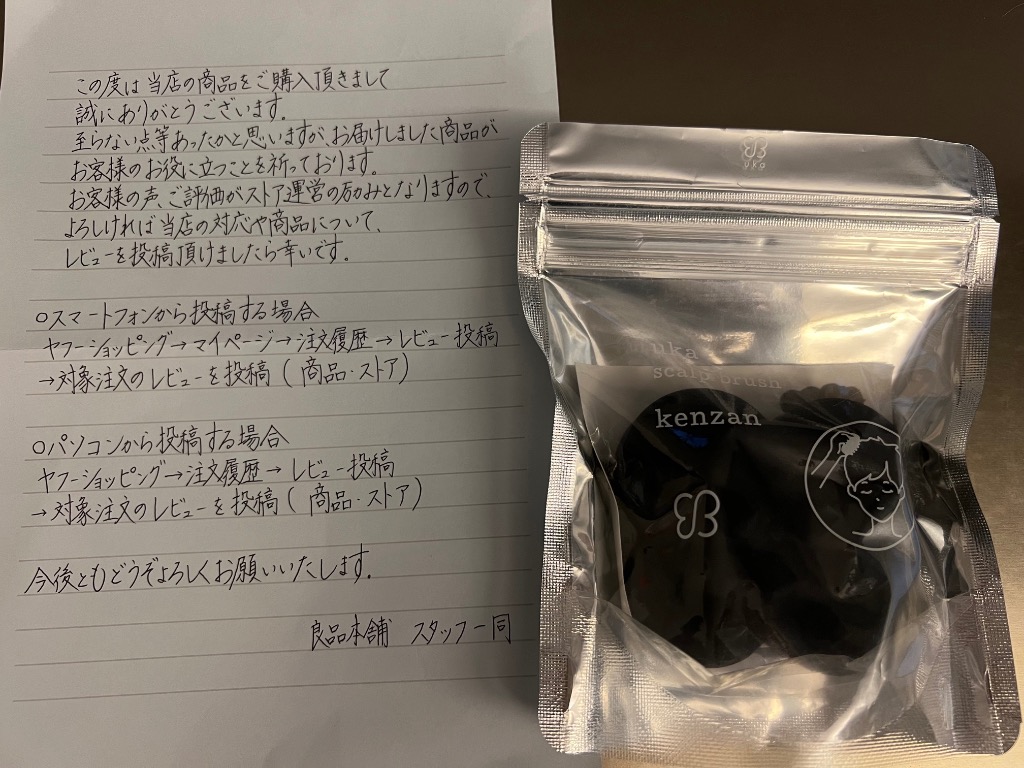 この度は当店の商品をご購入頂きまして
誠にありがとうございます。
至らない点等あったかと思いますが、お届けしました商品が
お客様のお役に立つことを祈っております。
お客様の声、ご評価がストア運営の励みとなりますので、
よろしければ当店の対応や商品について、
レビューを投稿頂けましたら幸いです。
○スマートフォンから投稿する場合
ヤフーショッピング→マイページ→注文履歴→レビュー投稿
→対象注文のレビューを投稿(商品・ストア)
○パソコンから投稿する場合
ヤフーショッピング→注文履歴→レビュー投稿
→対象注文のレビューを投稿(商品・ストア)
今後ともどうぞよろしくお願いいたします。
良品本舗 スタッフ一同
uka
uka
scalp brush
kenzan